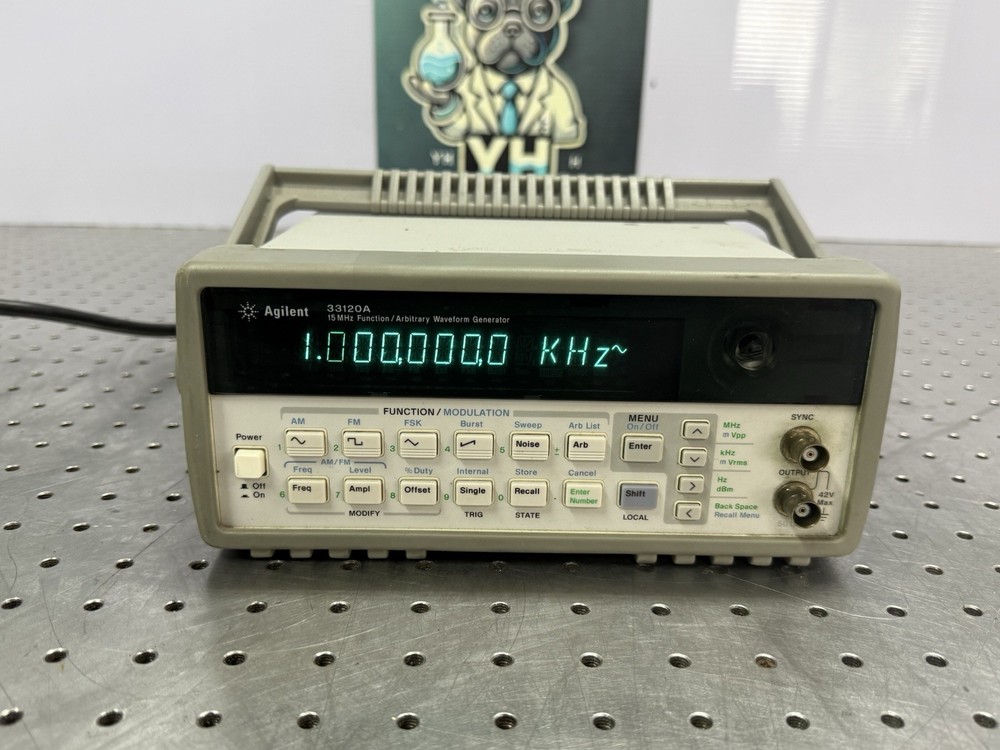 YH
YH
H
Agilent 33120A
15 MHz Function / Arbitrary Waveform Generator
1.000,000,0 KHz~
FUNCTION / MODULATION
AM FM FSK Burst Sweep Arb List
1 2 3 4 5 Noise ± Arb
MENU
On/Off
Enter
MHz
m Vpp
kHz
m Vrms
Hz
dBm
Back Space
Recall Menu
Power
Off
On
AM/FM
Freq Level % Duty Internal Store Cancel
6 Freq 7 Ampl 8 Offset 9 Single 0 Recall . Enter Number
Shift
MODIFY TRIG STATE LOCAL
SYNC
OUTPUT
42V
Max